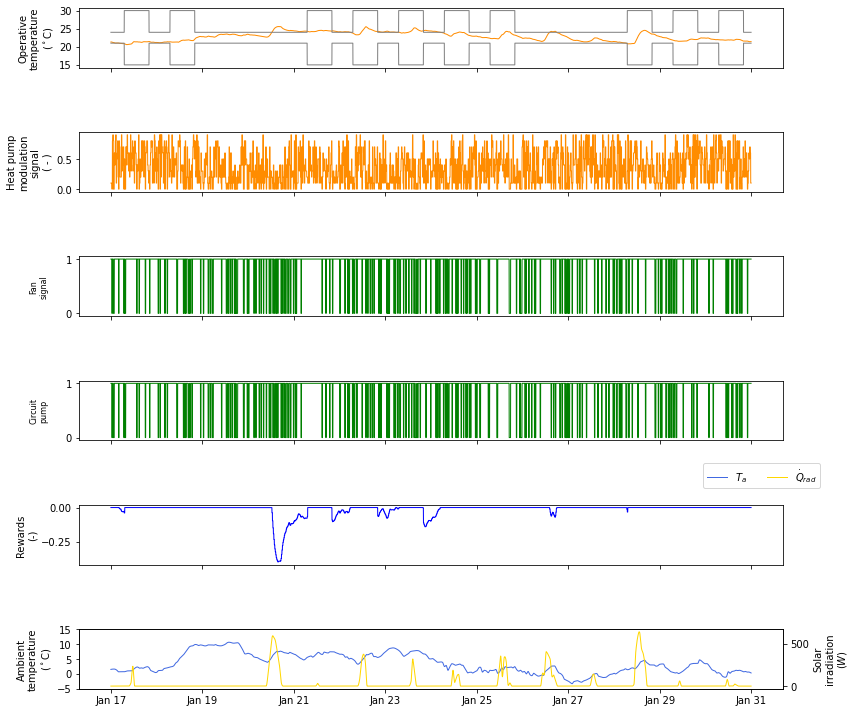 Operative
temperature
(°C)
30
25
20
15
Heat pump
modulation
signal
( - )
0.5
0.0
Fan
signal
1
0
Circuit
pump
1
0
T_a
Q̇_rad
Rewards
(-)
0.00
−0.25
Ambient
temperature
(°C)
15
10
5
0
−5
500
0
Solar
irradiation
(W)
Jan 17 Jan 19 Jan 21 Jan 23 Jan 25 Jan 27 Jan 29 Jan 31